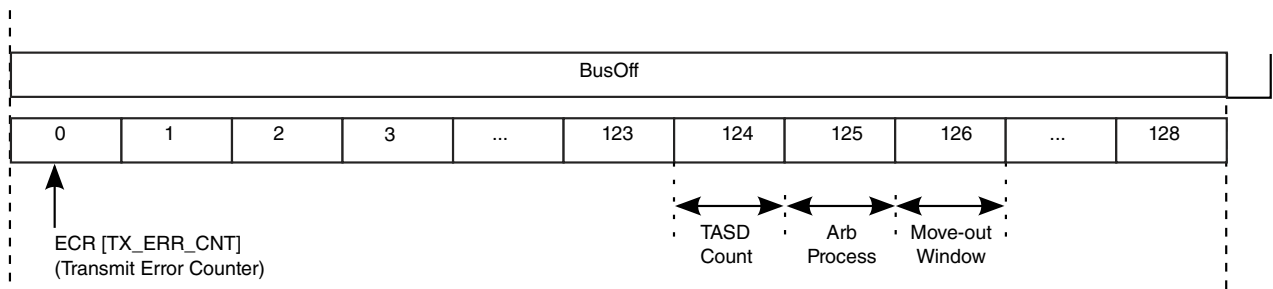 BusOff
0 1 2 3 ... 123 124 125 126 ... 128
ECR [TX_ERR_CNT]
(Transmit Error Counter)
TASD
Count
Arb
Process
Move-out
Window